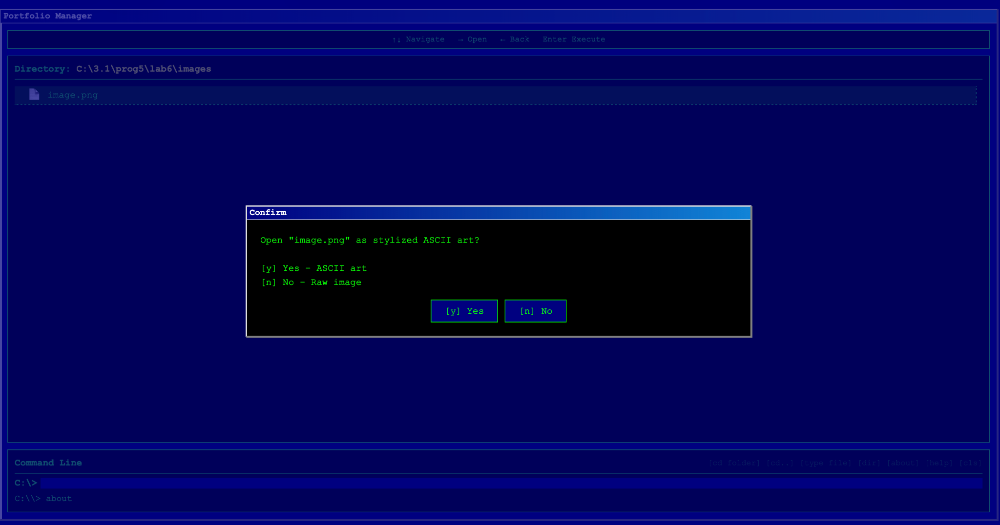 Portfolio Manager
↑↓ Navigate → Open ← Back Enter Execute
Directory: C:\3.1\prog5\lab6\images
image.png
Confirm
Open "image.png" as stylized ASCII art?
[y] Yes - ASCII art
[n] No - Raw image
[y] Yes [n] No
Command Line [cd folder] [cd..] [type file] [dir] [about] [help] [cls]
C:\>
C:\\> about